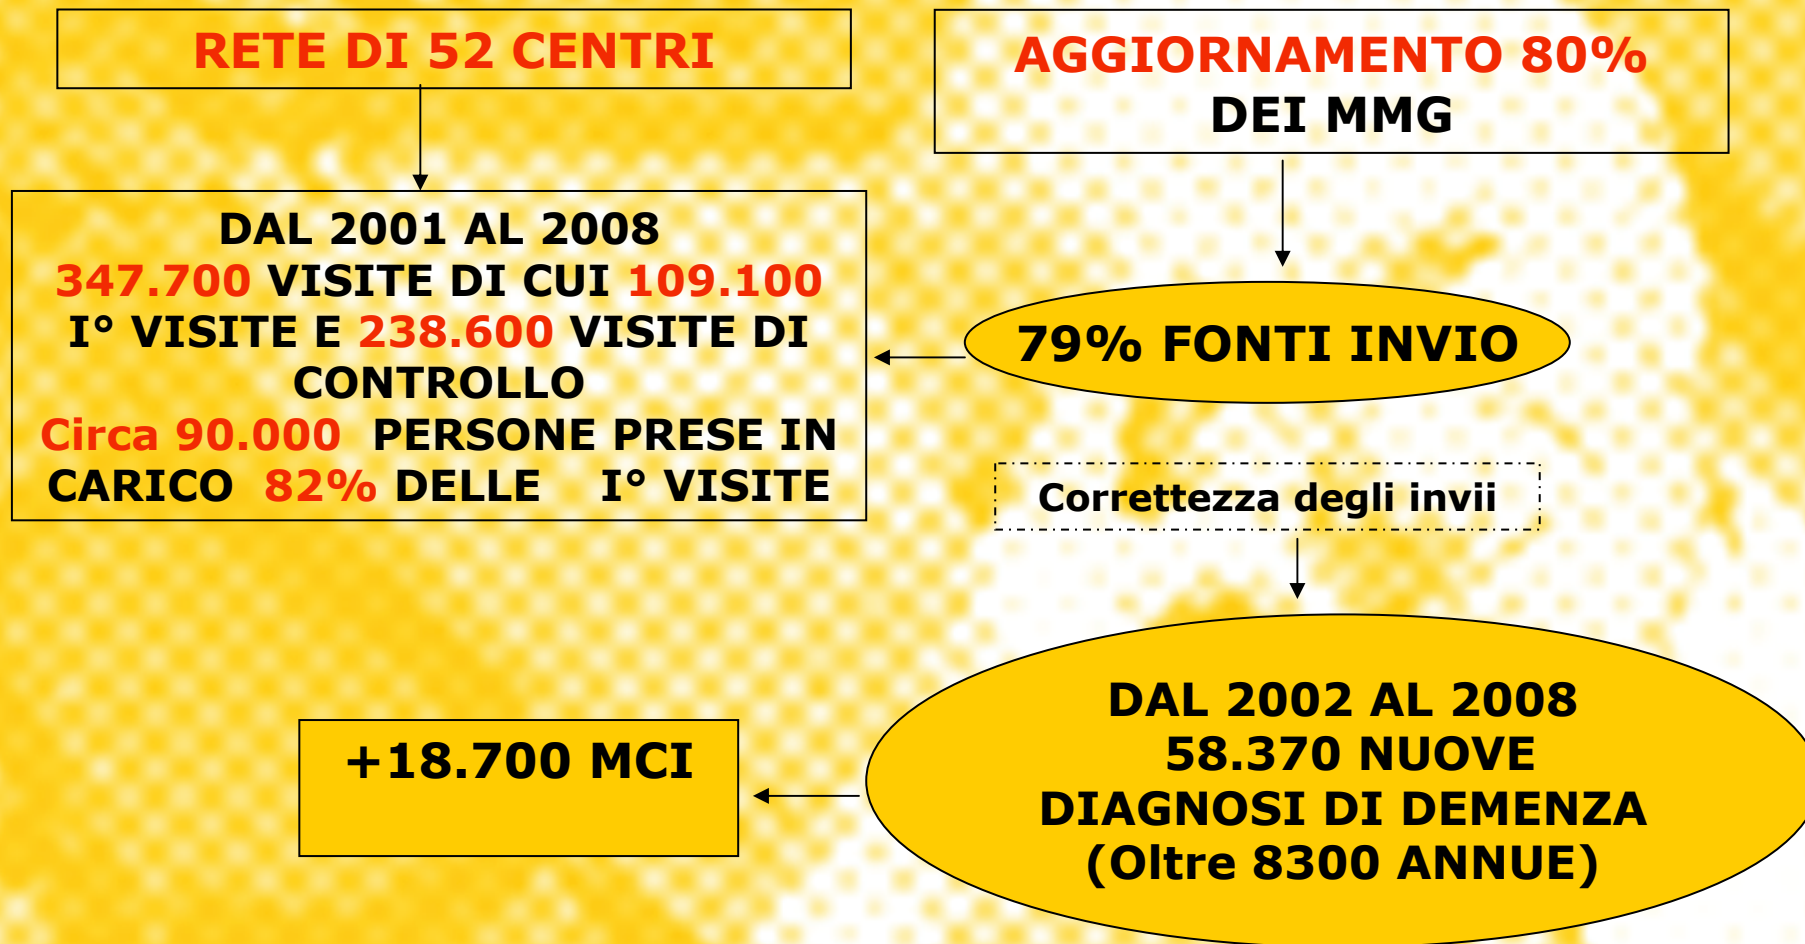 RETE DI 52 CENTRI
AGGIORNAMENTO 80%
DEI MMG
DAL 2001 AL 2008
347.700 VISITE DI CUI 109.100
I° VISITE E 238.600 VISITE DI
CONTROLLO
Circa 90.000 PERSONE PRESE IN
CARICO 82% DELLE I° VISITE
79% FONTI INVIO
Correttezza degli invii
DAL 2002 AL 2008
58.370 NUOVE
DIAGNOSI DI DEMENZA
(Oltre 8300 ANNUE)
+18.700 MCI